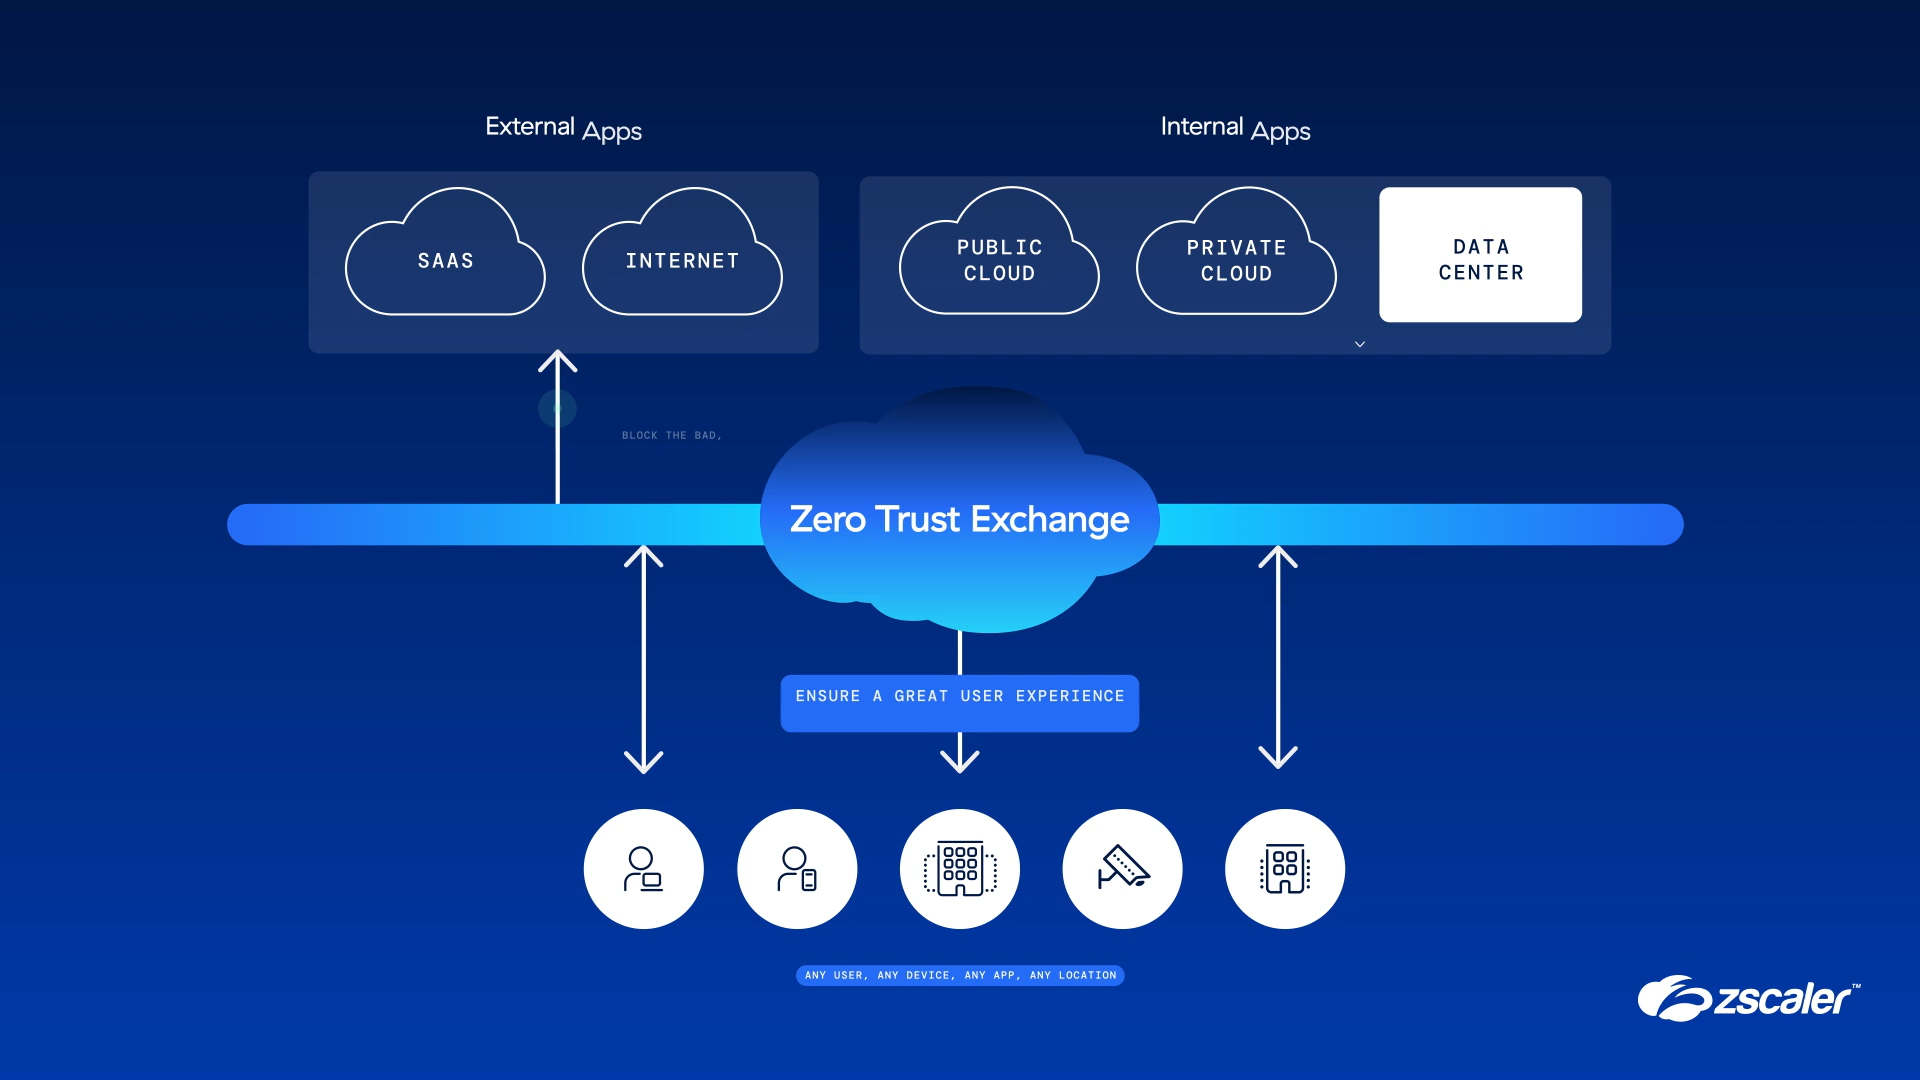 External Apps
Internal Apps
SAAS
INTERNET
PUBLIC
CLOUD
PRIVATE
CLOUD
DATA
CENTER
BLOCK THE BAD,
Zero Trust Exchange
ENSURE A GREAT USER EXPERIENCE
ANY USER, ANY DEVICE, ANY APP, ANY LOCATION
zscaler™